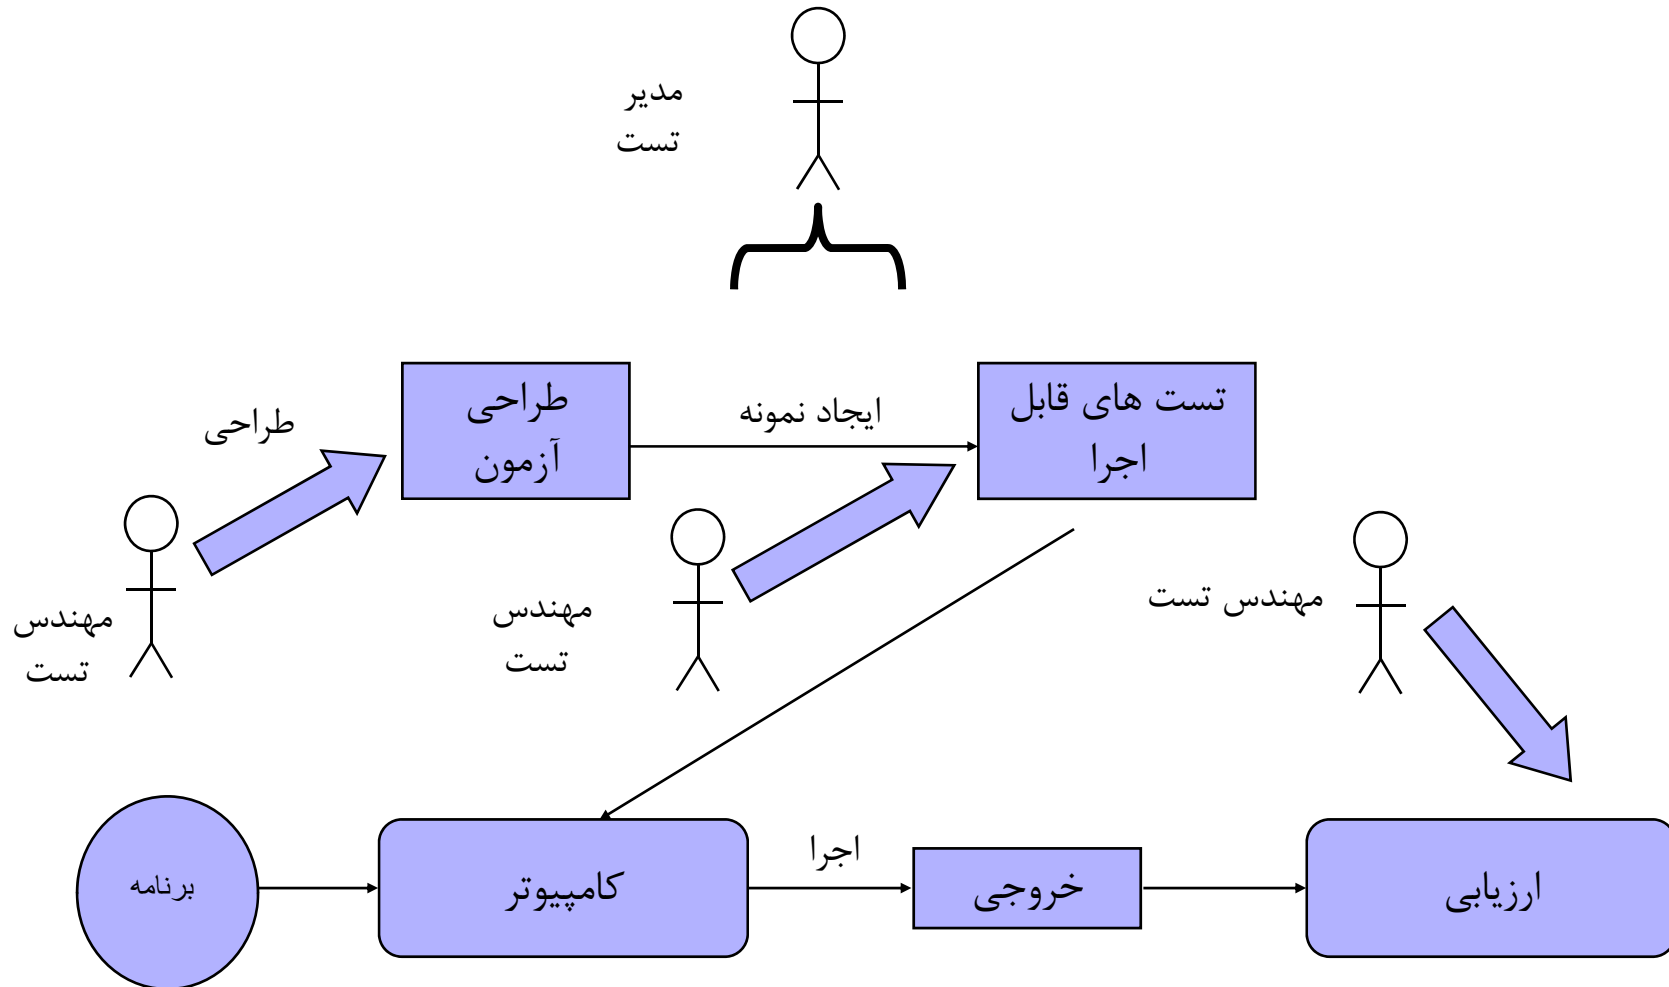 مدیر
تست
طراحی
طراحی
آزمون
ایجاد نمونه
تست های قابل
اجرا
مهندس
تست
مهندس
تست
مهندس تست
برنامه
کامپیوتر
اجرا
خروجی
ارزیابی